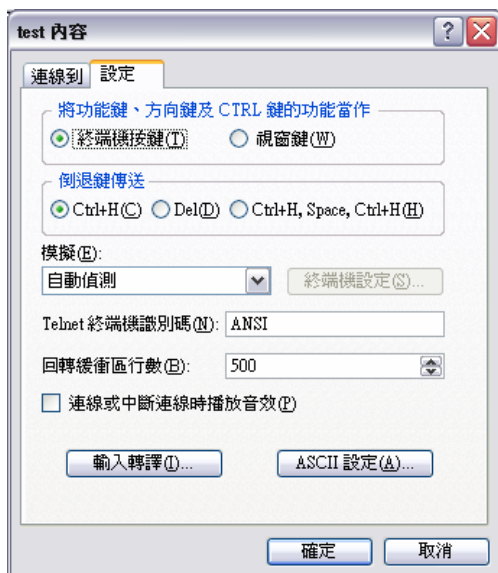 test 內容
連線到 設定
將功能鍵、方向鍵及 CTRL 鍵的功能當作
終端機按鍵(T) 視窗鍵(W)
倒退鍵傳送
Ctrl+H(C) Del(D) Ctrl+H, Space, Ctrl+H(H)
模擬(E):
自動偵測 終端機設定(S)...
Telnet 終端機識別碼(N): ANSI
回轉緩衝區行數(B): 500
連線或中斷連線時播放音效(P)
輸入轉譯(I)... ASCII 設定(A)...
確定 取消